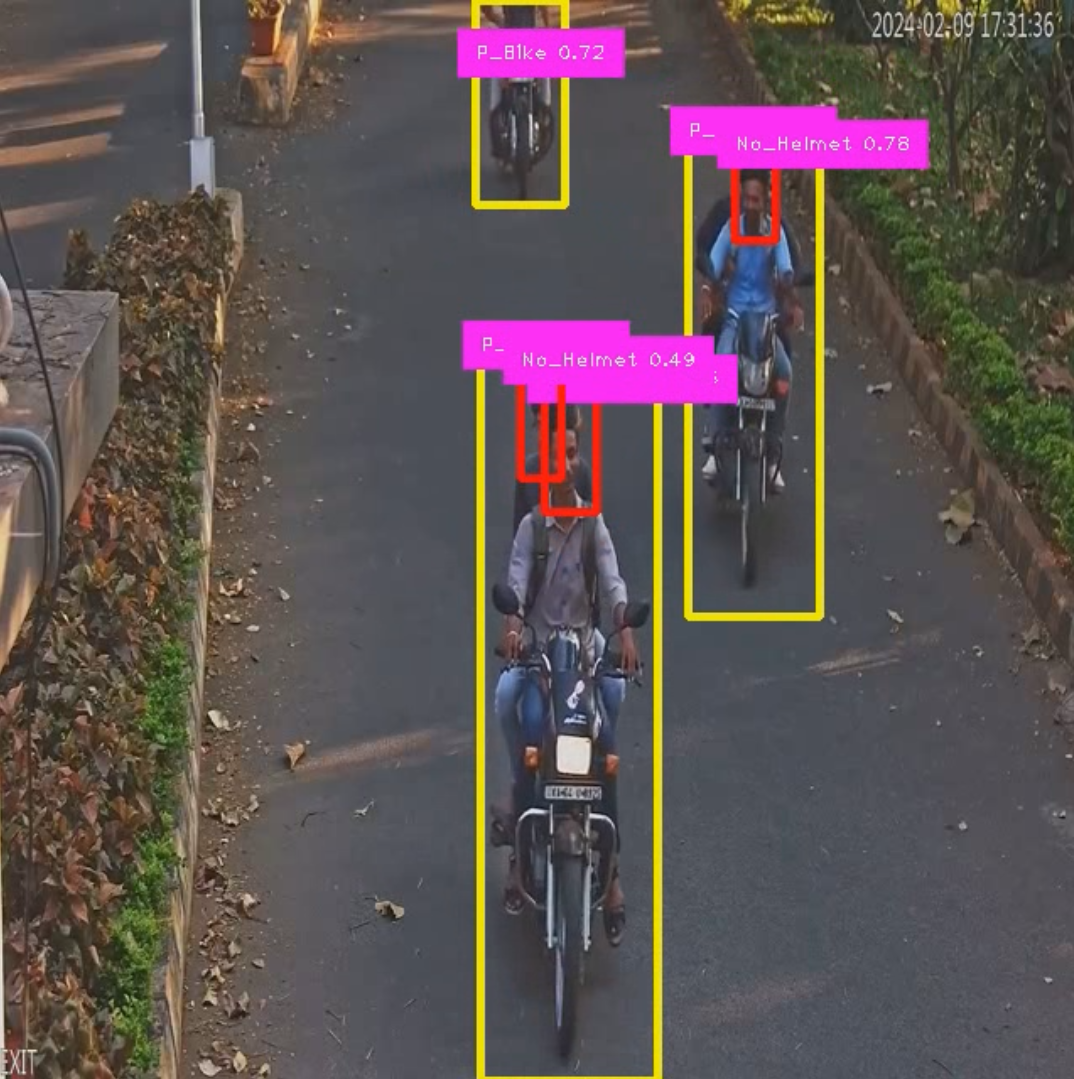 2024-02-09 17:31:36
P_Bike 0.72
P_
No_Helmet 0.78
P_
No_Helmet 0.49
EXIT